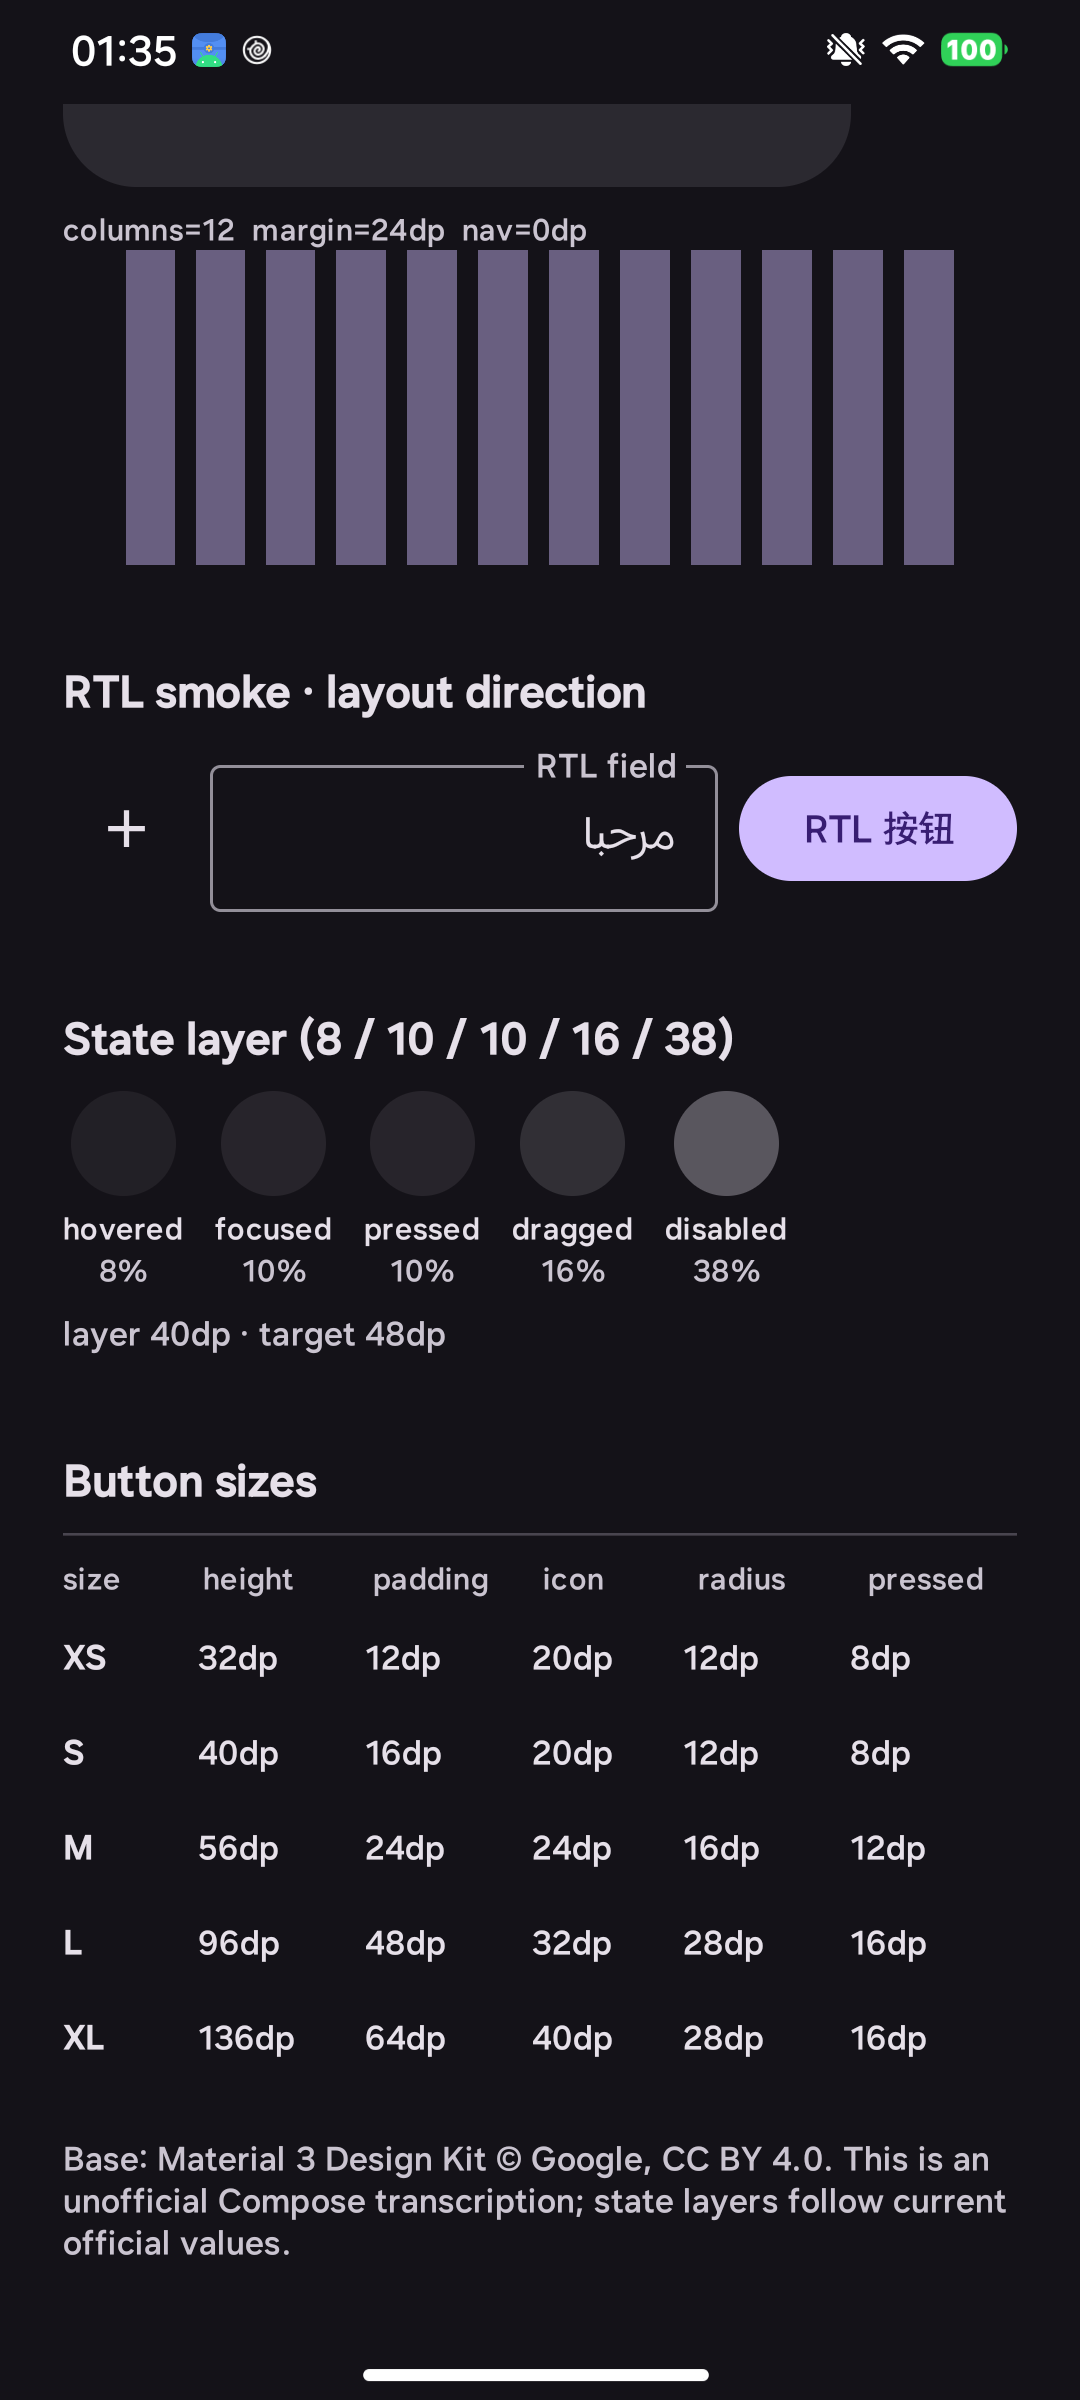 01:35
100
columns=12 margin=24dp nav=0dp
RTL smoke · layout direction
RTL field
مرحبا
RTL 按钮
State layer (8 / 10 / 10 / 16 / 38)
hovered focused pressed dragged disabled
8% 10% 10% 16% 38%
layer 40dp · target 48dp
Button sizes
size height padding icon radius pressed
XS 32dp 12dp 20dp 12dp 8dp
S 40dp 16dp 20dp 12dp 8dp
M 56dp 24dp 24dp 16dp 12dp
L 96dp 48dp 32dp 28dp 16dp
XL 136dp 64dp 40dp 28dp 16dp
Base: Material 3 Design Kit © Google, CC BY 4.0. This is an
unofficial Compose transcription; state layers follow current
official values.